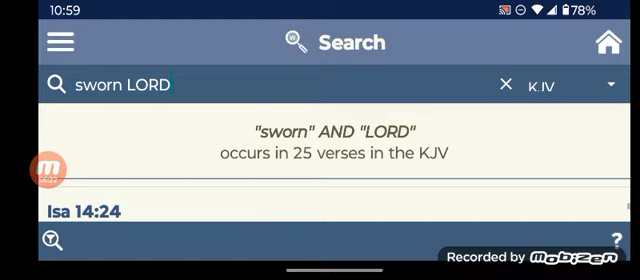 10:59
78%
Search
sworn LORD
KJV
"sworn" AND "LORD"
occurs in 25 verses in the KJV
Isa 14:24
?
Recorded by Mobizen